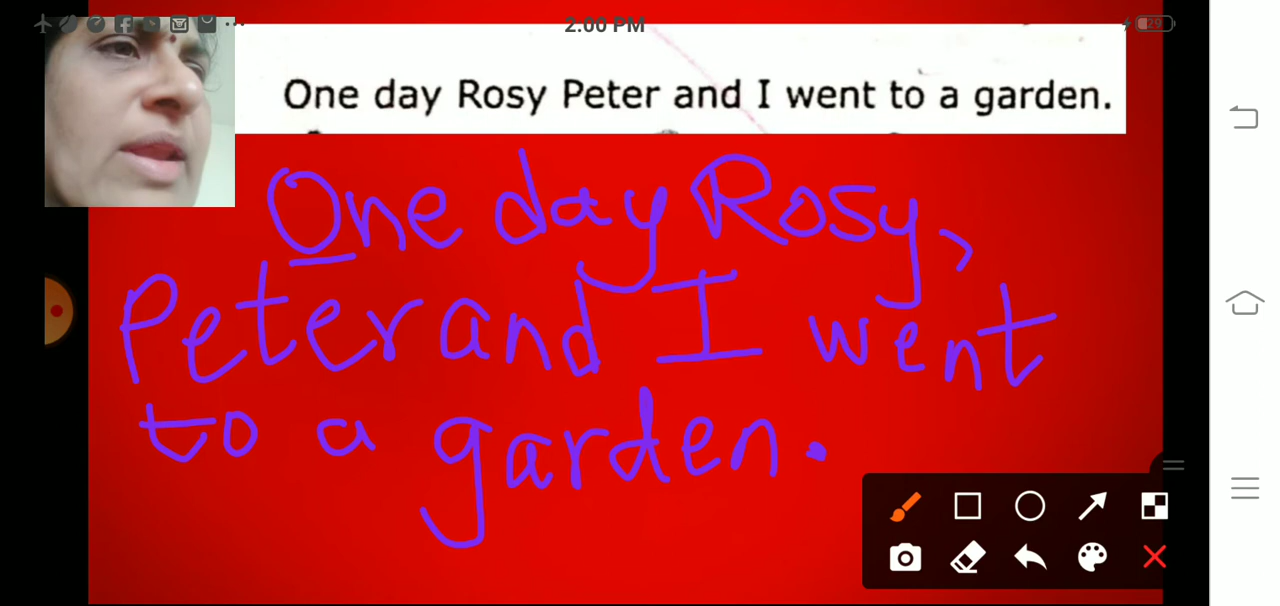 2:00 PM
29
One day Rosy Peter and I went to a garden.
One day Rosy,
Peter and I went
to a garden.